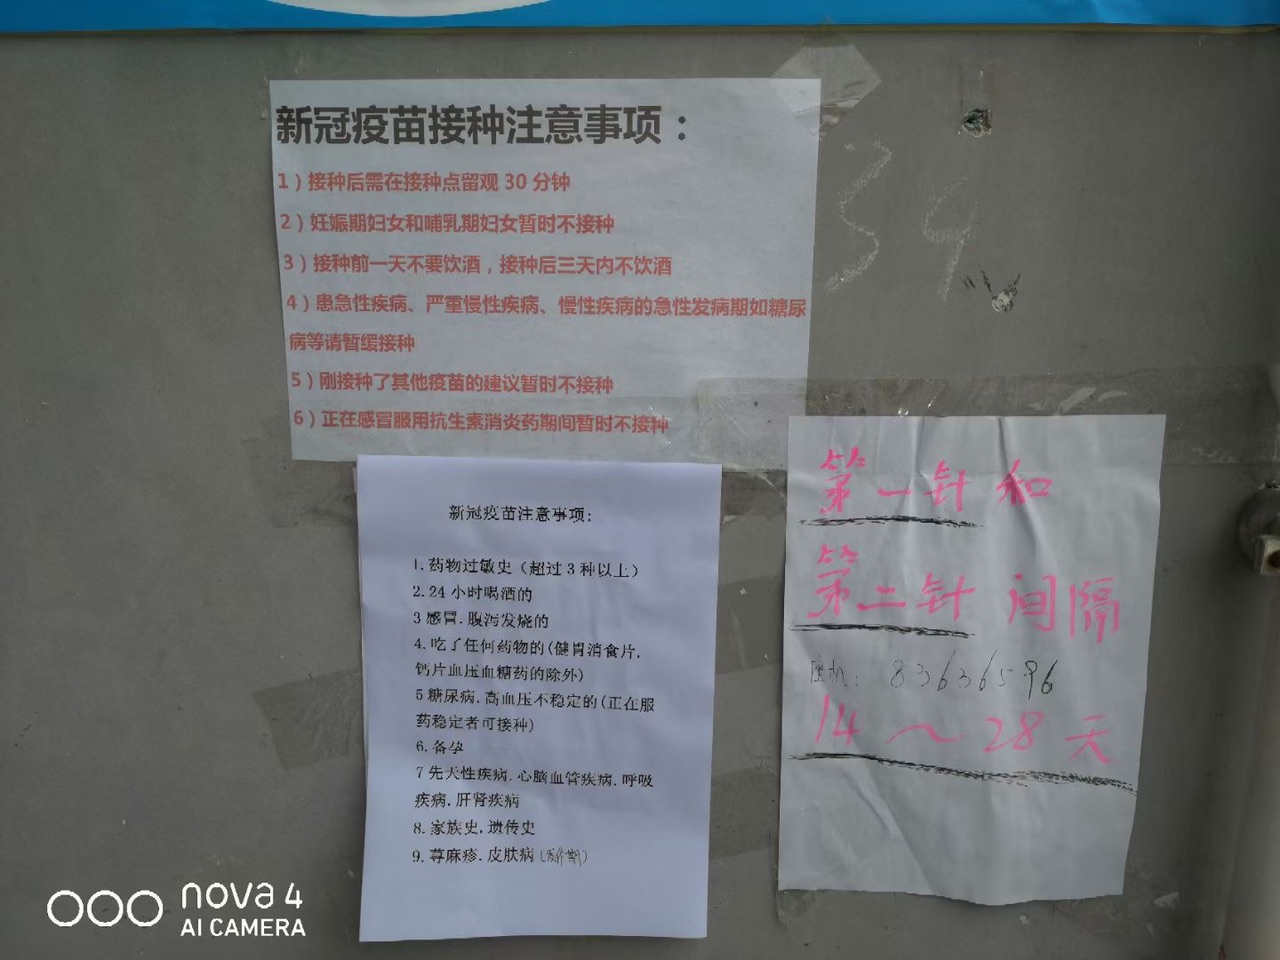 新冠疫苗接种注意事项：
1）接种后需在接种点留观 30 分钟
2）妊娠期妇女和哺乳期妇女暂时不接种
3）接种前一天不要饮酒，接种后三天内不饮酒
4）患急性疾病、严重慢性疾病、慢性疾病的急性发病期如糖尿
病等请暂缓接种
5）刚接种了其他疫苗的建议暂时不接种
6）正在感冒服用抗生素消炎药期间暂时不接种
新冠疫苗注意事项:
1.药物过敏史（超过3种以上）
2.24小时喝酒的
3感冒.腹泻发烧的
4.吃了任何药物的(健胃消食片.
钙片血压血糖药的除外)
5糖尿病.高血压不稳定的(正在服
药稳定者可接种)
6.备孕
7先天性疾病.心脑血管疾病.呼吸
疾病.肝肾疾病
8.家族史.遗传史
9.荨麻疹.皮肤病
第一针和
第二针间隔
座机：83636596
14～28天
39
nova 4
AI CAMERA